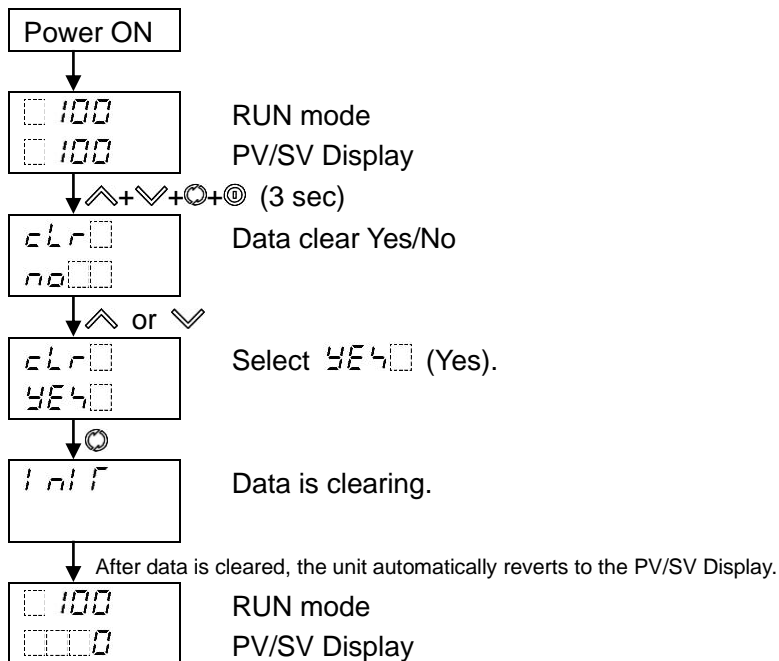 Power ON
100 RUN mode
100 PV/SV Display
+ + + (3 sec)
cLr Data clear Yes/No
no
or
cLr Select YES (Yes).
YES
InIT Data is clearing.
After data is cleared, the unit automatically reverts to the PV/SV Display.
100 RUN mode
0 PV/SV Display